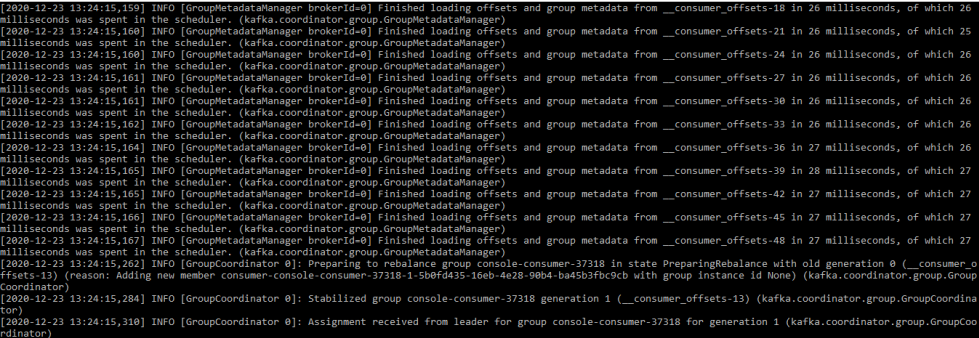 [2020-12-23 13:24:15,159] INFO [GroupMetadataManager brokerId=0] Finished loading offsets and group metadata from __consumer_offsets-18 in 26 milliseconds, of which 26
milliseconds was spent in the scheduler. (kafka.coordinator.group.GroupMetadataManager)
[2020-12-23 13:24:15,160] INFO [GroupMetadataManager brokerId=0] Finished loading offsets and group metadata from __consumer_offsets-21 in 26 milliseconds, of which 25
milliseconds was spent in the scheduler. (kafka.coordinator.group.GroupMetadataManager)
[2020-12-23 13:24:15,160] INFO [GroupMetadataManager brokerId=0] Finished loading offsets and group metadata from __consumer_offsets-24 in 26 milliseconds, of which 26
milliseconds was spent in the scheduler. (kafka.coordinator.group.GroupMetadataManager)
[2020-12-23 13:24:15,161] INFO [GroupMetadataManager brokerId=0] Finished loading offsets and group metadata from __consumer_offsets-27 in 26 milliseconds, of which 26
milliseconds was spent in the scheduler. (kafka.coordinator.group.GroupMetadataManager)
[2020-12-23 13:24:15,161] INFO [GroupMetadataManager brokerId=0] Finished loading offsets and group metadata from __consumer_offsets-30 in 26 milliseconds, of which 26
milliseconds was spent in the scheduler. (kafka.coordinator.group.GroupMetadataManager)
[2020-12-23 13:24:15,162] INFO [GroupMetadataManager brokerId=0] Finished loading offsets and group metadata from __consumer_offsets-33 in 26 milliseconds, of which 26
milliseconds was spent in the scheduler. (kafka.coordinator.group.GroupMetadataManager)
[2020-12-23 13:24:15,164] INFO [GroupMetadataManager brokerId=0] Finished loading offsets and group metadata from __consumer_offsets-36 in 27 milliseconds, of which 26
milliseconds was spent in the scheduler. (kafka.coordinator.group.GroupMetadataManager)
[2020-12-23 13:24:15,165] INFO [GroupMetadataManager brokerId=0] Finished loading offsets and group metadata from __consumer_offsets-39 in 28 milliseconds, of which 27
milliseconds was spent in the scheduler. (kafka.coordinator.group.GroupMetadataManager)
[2020-12-23 13:24:15,165] INFO [GroupMetadataManager brokerId=0] Finished loading offsets and group metadata from __consumer_offsets-42 in 27 milliseconds, of which 27
milliseconds was spent in the scheduler. (kafka.coordinator.group.GroupMetadataManager)
[2020-12-23 13:24:15,166] INFO [GroupMetadataManager brokerId=0] Finished loading offsets and group metadata from __consumer_offsets-45 in 27 milliseconds, of which 27
milliseconds was spent in the scheduler. (kafka.coordinator.group.GroupMetadataManager)
[2020-12-23 13:24:15,167] INFO [GroupMetadataManager brokerId=0] Finished loading offsets and group metadata from __consumer_offsets-48 in 27 milliseconds, of which 27
milliseconds was spent in the scheduler. (kafka.coordinator.group.GroupMetadataManager)
[2020-12-23 13:24:15,262] INFO [GroupCoordinator 0]: Preparing to rebalance group console-consumer-37318 in state PreparingRebalance with old generation 0 (__consumer_o
ffsets-13) (reason: Adding new member consumer-console-consumer-37318-1-5b0fd435-16eb-4e28-90b4-ba45b3fbc9cb with group instance id None) (kafka.coordinator.group.Group
Coordinator)
[2020-12-23 13:24:15,284] INFO [GroupCoordinator 0]: Stabilized group console-consumer-37318 generation 1 (__consumer_offsets-13) (kafka.coordinator.group.GroupCoordina
tor)
[2020-12-23 13:24:15,310] INFO [GroupCoordinator 0]: Assignment received from leader for group console-consumer-37318 for generation 1 (kafka.coordinator.group.GroupCoo
rdinator)